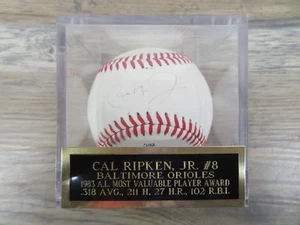 CAL RIPKEN, JR. #8
BALTIMORE ORIOLES
1983 A.L. MOST VALUABLE PLAYER AWARD
.318 AVG., 211 H, 27 H.R., 102 R.B.I.